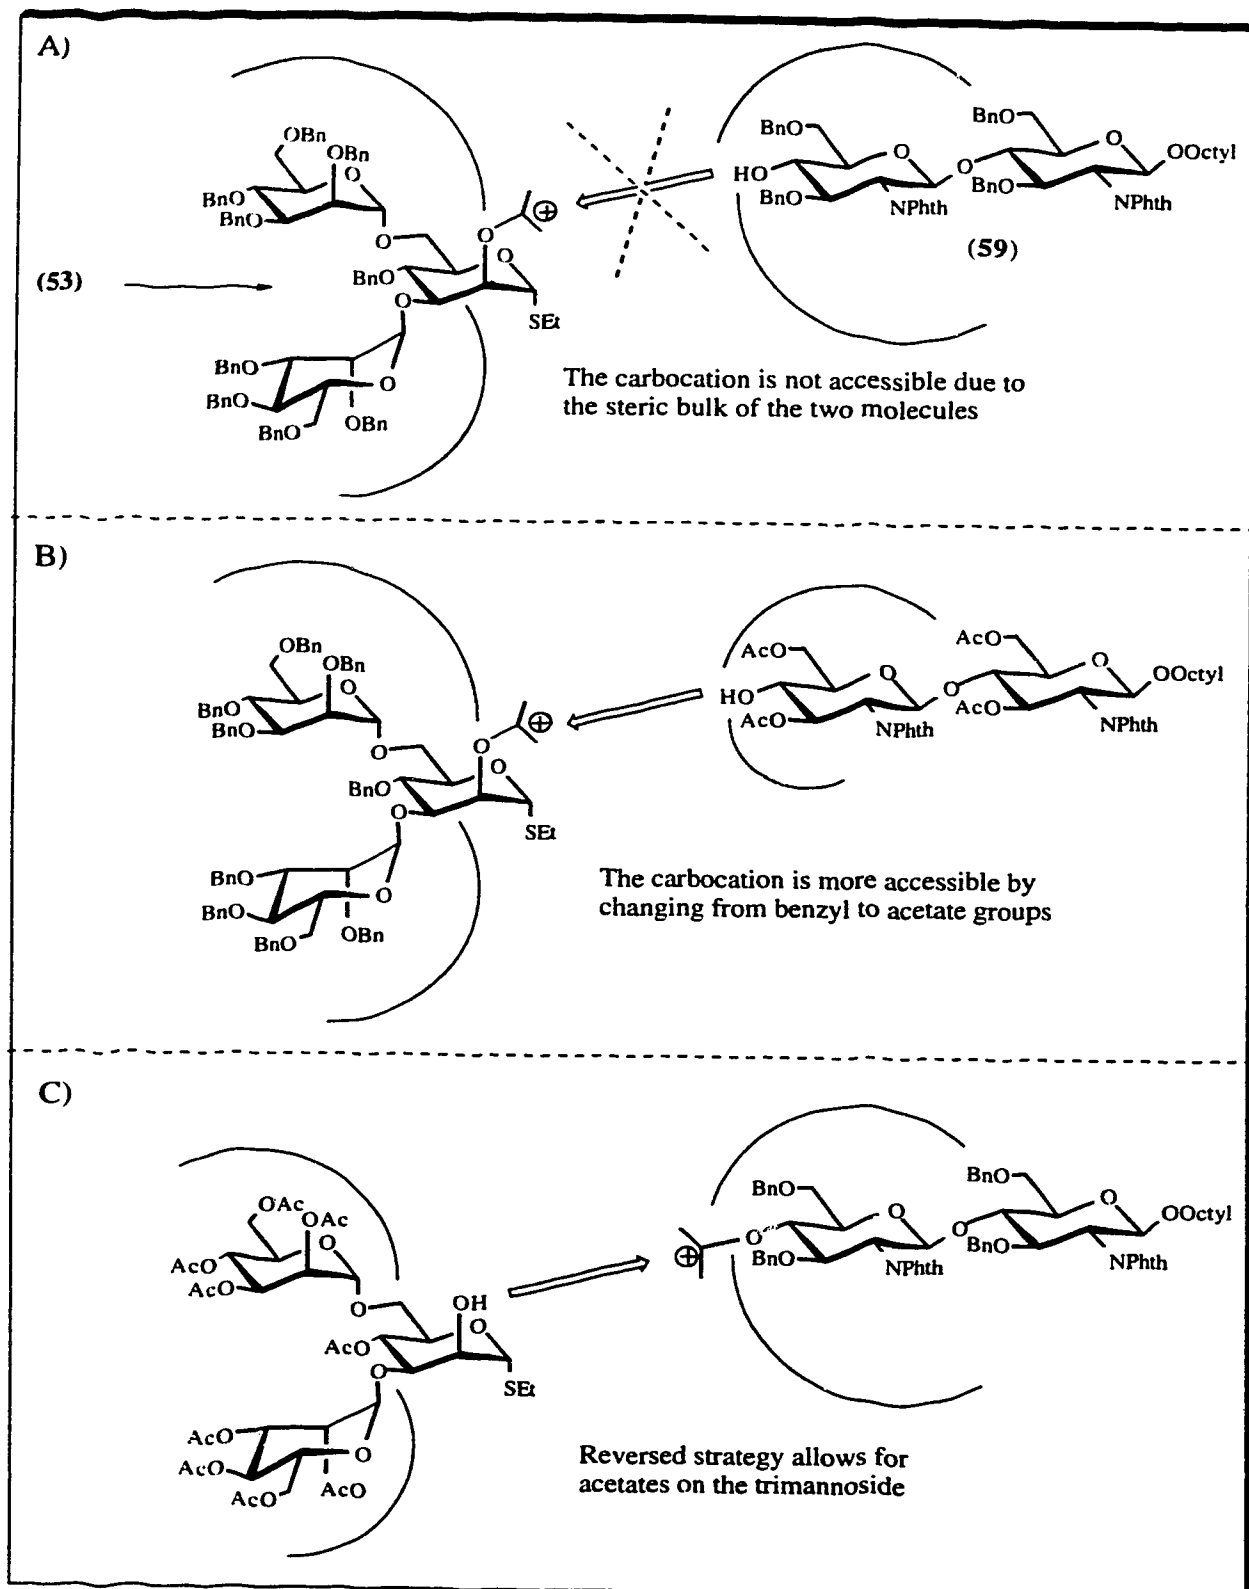 A)
OBn
OBn
O
BnO
BnO
O
O
⊕
O
BnO
O
SEt
(53)
BnO
BnO
BnO
OBn
O
BnO
HO
BnO
O
NPhth
O
BnO
BnO
O
NPhth
OOctyl
(59)
The carbocation is not accessible due to
the steric bulk of the two molecules
B)
OBn
OBn
O
BnO
BnO
O
O
⊕
O
BnO
O
SEt
BnO
BnO
BnO
OBn
O
AcO
HO
AcO
O
NPhth
O
AcO
AcO
O
NPhth
OOctyl
The carbocation is more accessible by
changing from benzyl to acetate groups
C)
OAc
OAc
O
AcO
AcO
O
OH
O
AcO
O
SEt
AcO
AcO
AcO
AcO
O
⊕
O
BnO
BnO
O
NPhth
O
BnO
BnO
O
NPhth
OOctyl
Reversed strategy allows for
acetates on the trimannoside